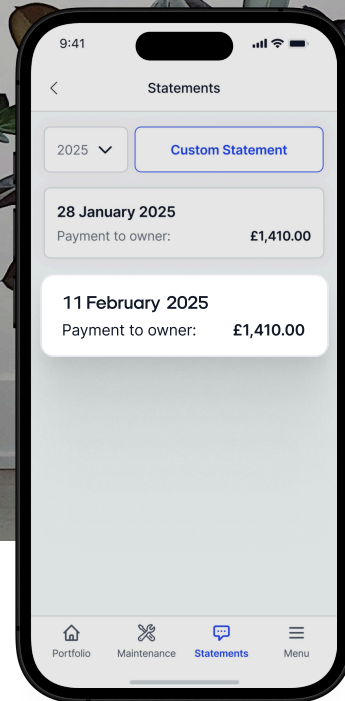 9:41
Statements
2025
Custom Statement
28 January 2025
Payment to owner: £1,410.00
11 February 2025
Payment to owner: £1,410.00
Portfolio Maintenance Statements Menu